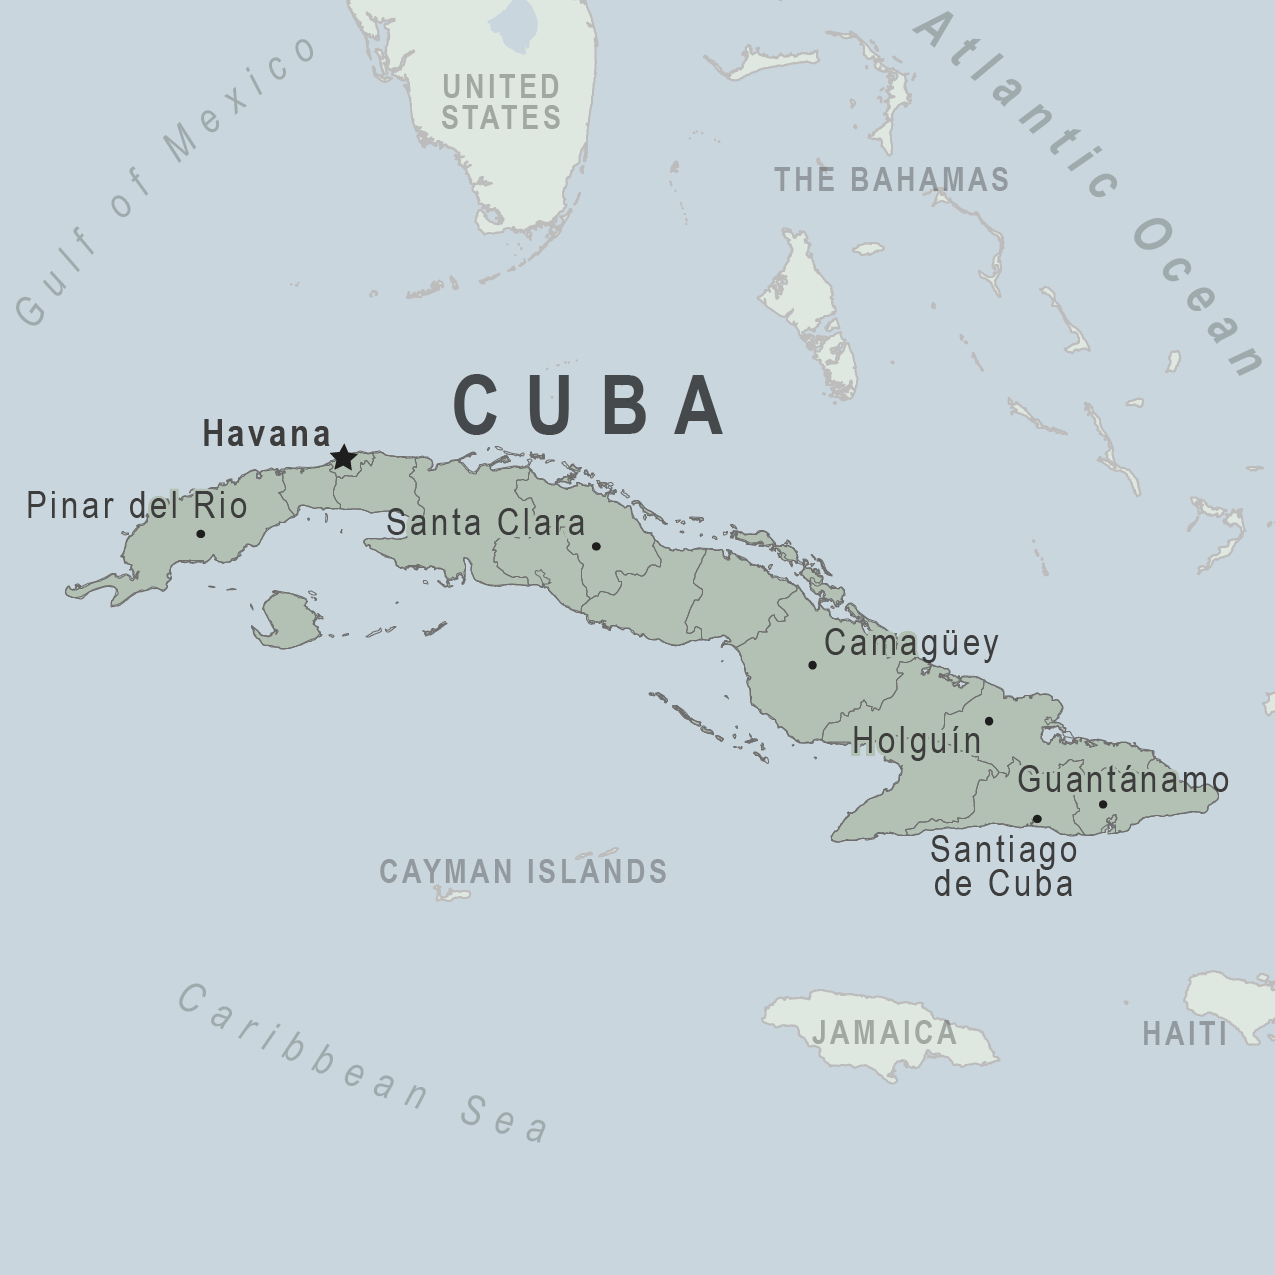 Gulf of Mexico
UNITED
STATES
Atlantic Ocean
THE BAHAMAS
CUBA
Havana
Pinar del Rio
Santa Clara
Camagüey
Holguín
Guantánamo
Santiago
de Cuba
CAYMAN ISLANDS
JAMAICA
HAITI
Caribbean Sea